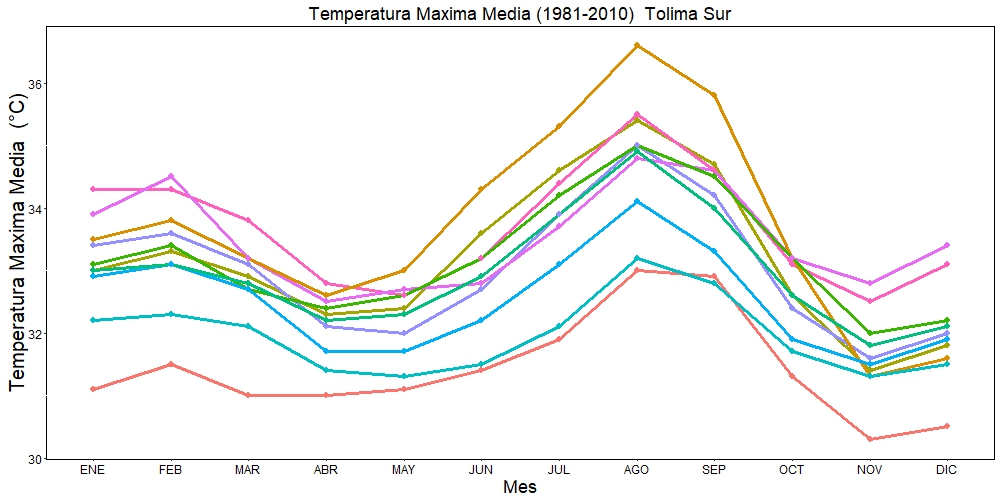 Temperatura Maxima Media (1981-2010)  Tolima Sur
Temperatura Maxima Media  (°C)
36
34
32
30
ENE FEB MAR ABR MAY JUN JUL AGO SEP OCT NOV DIC
Mes